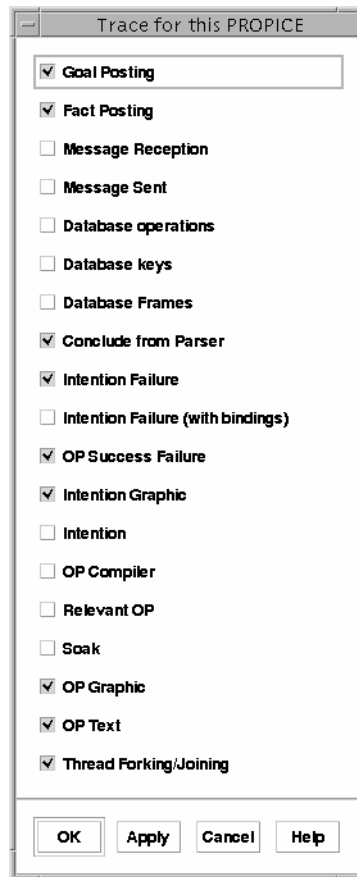 Trace for this PROPICE
Goal Posting
Fact Posting
Message Reception
Message Sent
Database operations
Database keys
Database Frames
Conclude from Parser
Intention Failure
Intention Failure (with bindings)
OP Success Failure
Intention Graphic
Intention
OP Compiler
Relevant OP
Soak
OP Graphic
OP Text
Thread Forking/Joining
OK Apply Cancel Help